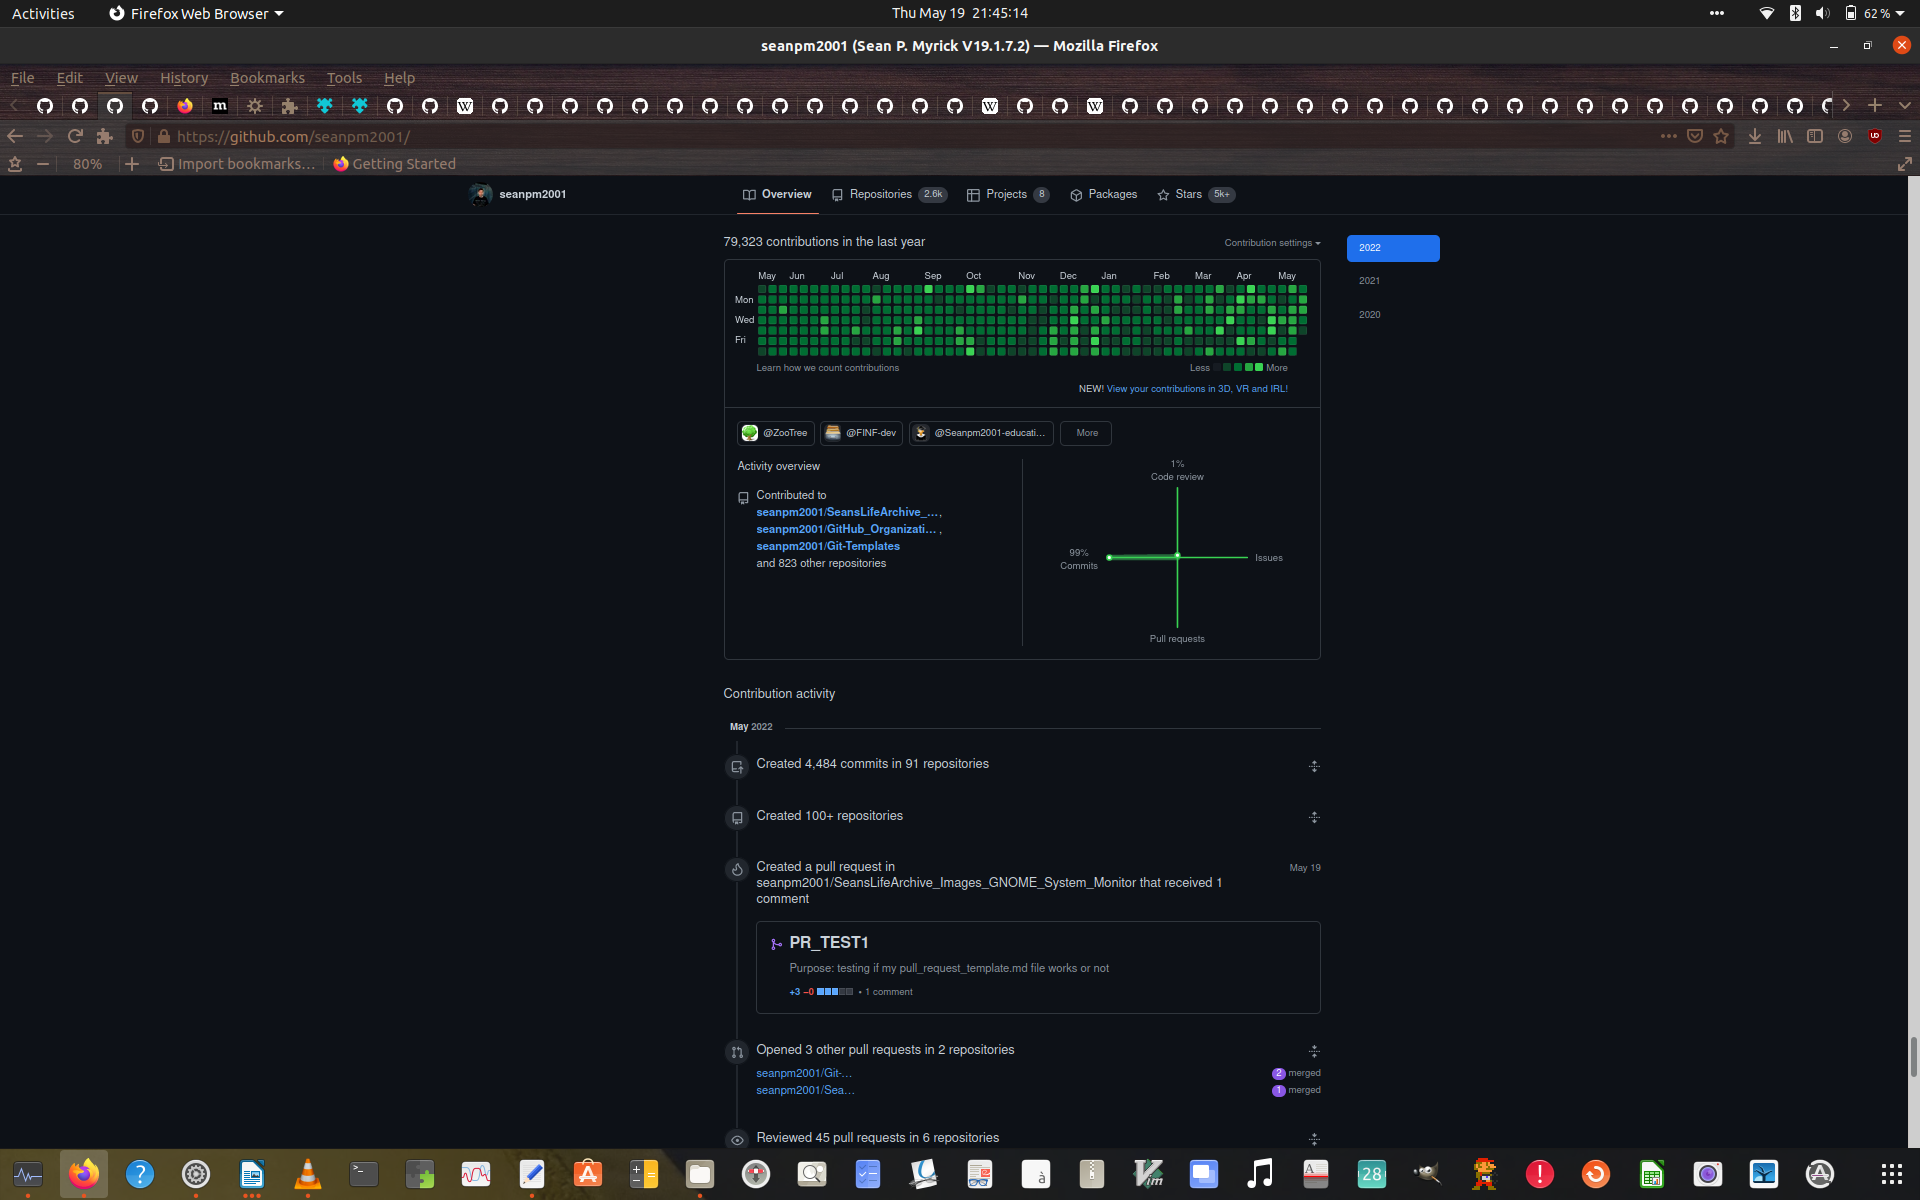 Activities
Firefox Web Browser
Thu May 19 21:45:14
62 %
seanpm2001 (Sean P. Myrick V19.1.7.2) — Mozilla Firefox
File Edit View History Bookmarks Tools Help
https://github.com/seanpm2001/
80%
Import bookmarks...
Getting Started
seanpm2001
Overview
Repositories 2.6k
Projects 8
Packages
Stars 5k+
79,323 contributions in the last year
Contribution settings
2022
2021
2020
May Jun Jul Aug Sep Oct Nov Dec Jan Feb Mar Apr May
Mon
Wed
Fri
Learn how we count contributions
Less More
NEW! View your contributions in 3D, VR and IRL!
@ZooTree
@FINF-dev
@Seanpm2001-educati...
More
Activity overview
Contributed to
seanpm2001/SeansLifeArchive_...,
seanpm2001/GitHub_Organizati... ,
seanpm2001/Git-Templates
and 823 other repositories
1%
Code review
99%
Commits
Issues
Pull requests
Contribution activity
May 2022
Created 4,484 commits in 91 repositories
Created 100+ repositories
Created a pull request in
May 19
seanpm2001/SeansLifeArchive_Images_GNOME_System_Monitor that received 1
comment
PR_TEST1
Purpose: testing if my pull_request_template.md file works or not
+3 −0 • 1 comment
Opened 3 other pull requests in 2 repositories
seanpm2001/Git-...
2 merged
seanpm2001/Sea...
1 merged
Reviewed 45 pull requests in 6 repositories
28